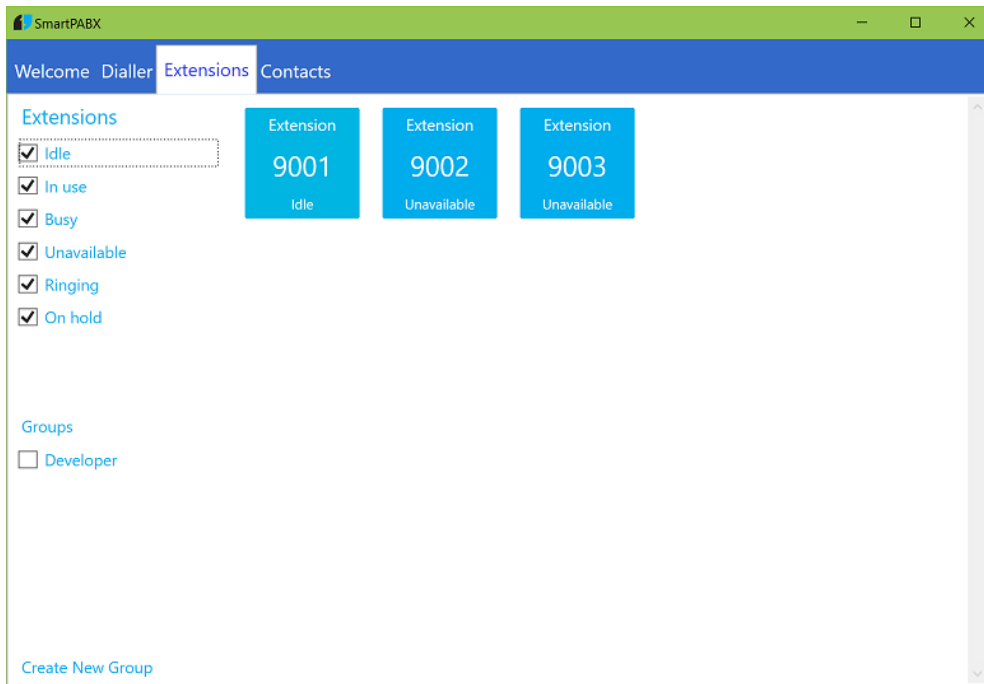 SmartPABX
Welcome Dialler Extensions Contacts
Extensions
Idle
In use
Busy
Unavailable
Ringing
On hold
Extension
9001
Idle
Extension
9002
Unavailable
Extension
9003
Unavailable
Groups
Developer
Create New Group